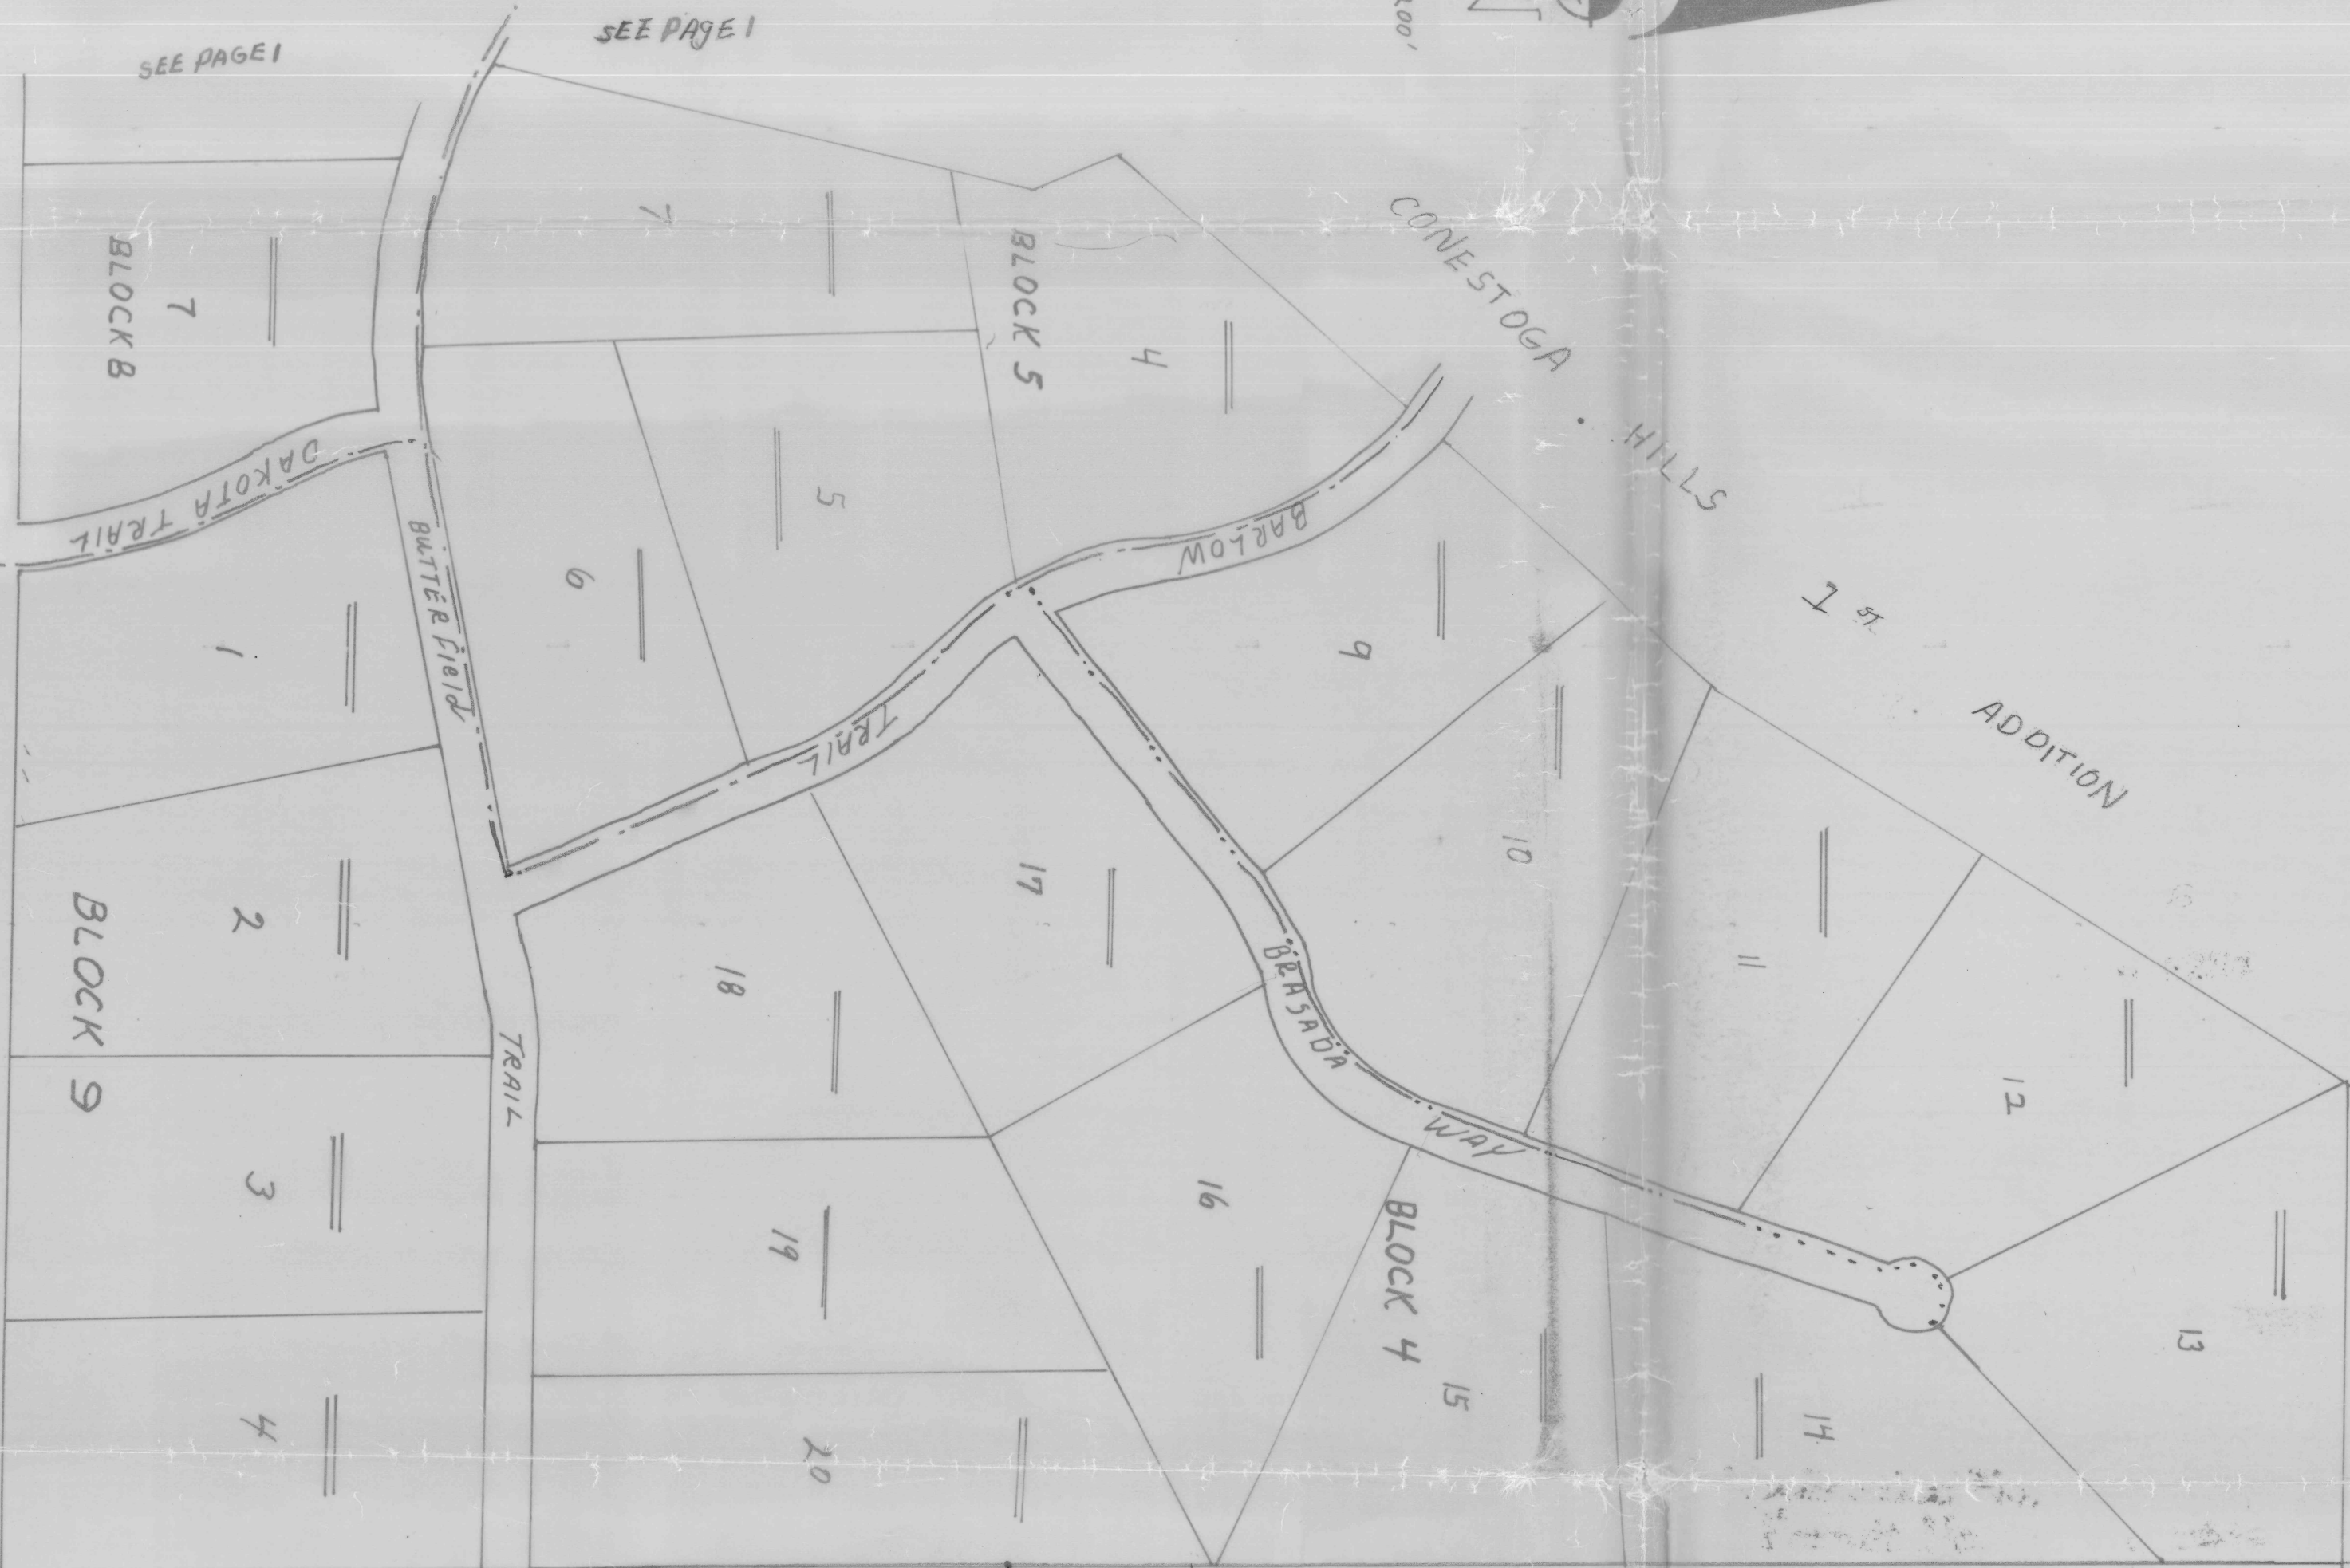 SEE PAGE 1
SEE PAGE 1
200'
N
CONESTOGA HILLS
1 ST
ADDITION
BLOCK 8
7
7
BLOCK 5
4
5
6
DAKOTA TRAIL
BUTTERField
TRAIL
BARLOW
TRAIL
BRASADA
WAY
BLOCK 9
1
2
3
4
BLOCK 4
9
10
11
12
13
14
15
16
17
18
19
20